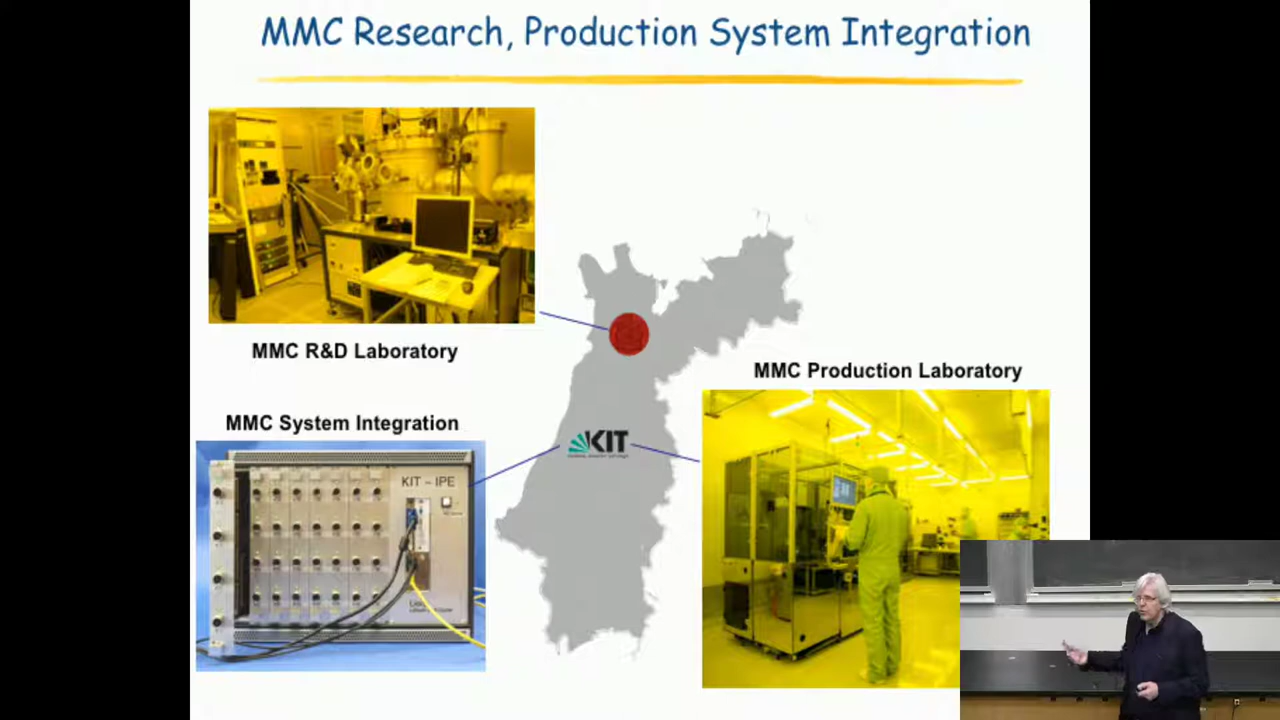 MMC Research, Production System Integration
MMC R&D Laboratory
MMC Production Laboratory
MMC System Integration
KIT
KIT – IPE